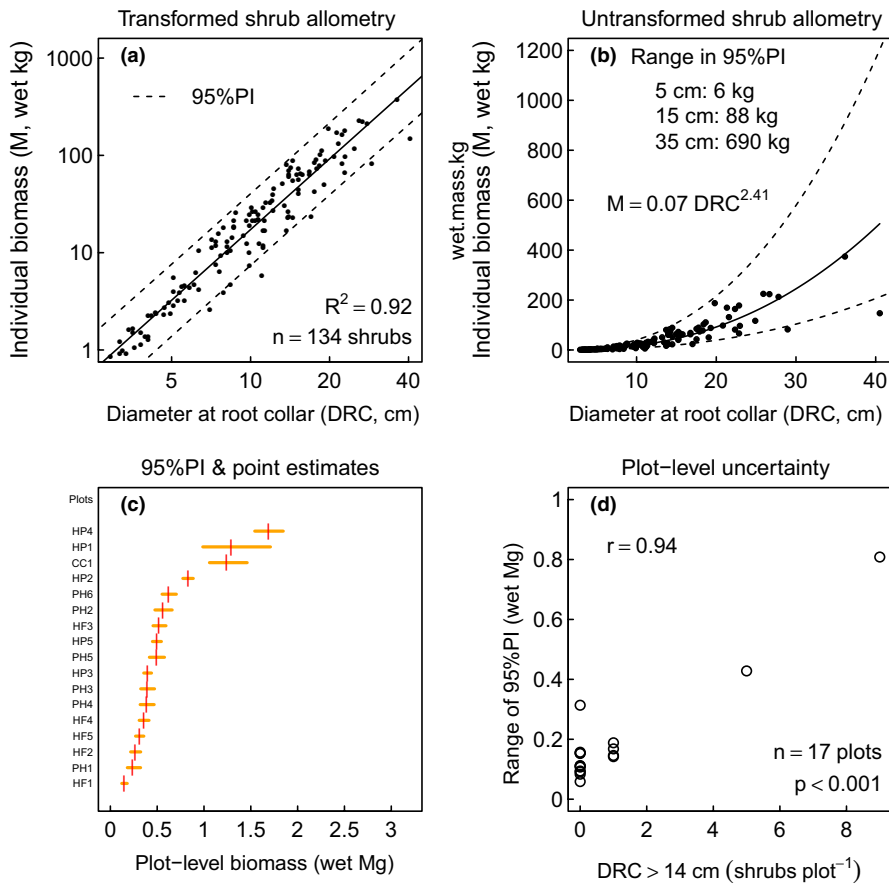 Transformed shrub allometry
(a)
95%PI
R² = 0.92
n = 134 shrubs
1000
100
10
1
Individual biomass (M, wet kg)
5
10
20
40
Diameter at root collar (DRC, cm)
Untransformed shrub allometry
(b)
Range in 95%PI
5 cm: 6 kg
15 cm: 88 kg
35 cm: 690 kg
M = 0.07 DRC^2.41
1200
1000
800
600
400
200
0
wet.mass.kg
Individual biomass (M, wet kg)
10
20
30
40
Diameter at root collar (DRC, cm)
95%PI & point estimates
(c)
Plots
HP4
HP1
CC1
HP2
PH6
PH2
HF3
HP5
PH5
HP3
PH3
PH4
HF4
HF5
HF2
PH1
HF1
0
0.5
1
2
3
Plot−level biomass (wet Mg)
Plot−level uncertainty
(d)
r = 0.94
n = 17 plots
p < 0.001
1
0.8
0.6
0.4
0.2
0
Range of 95%PI (wet Mg)
0
2
4
6
8
DRC > 14 cm (shrubs plot⁻¹)